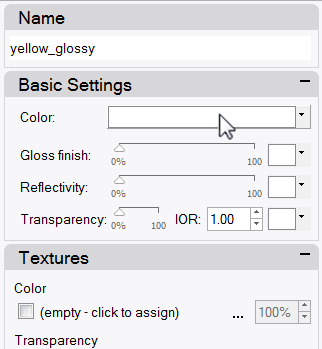 Name
yellow_glossy
Basic Settings
Color:
Gloss finish: 0% 100
Reflectivity: 0% 100
Transparency: 0% 100 IOR: 1.00
Textures
Color
(empty - click to assign) ... 100%
Transparency